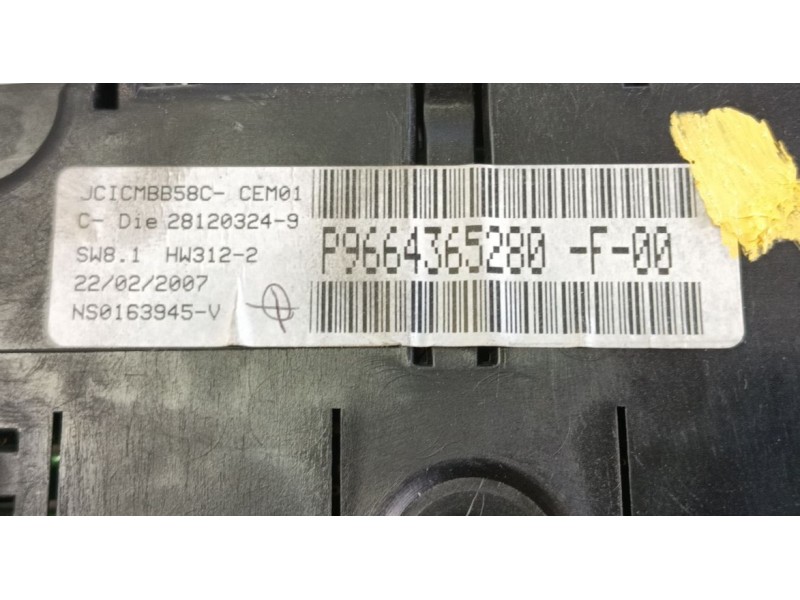 JCICMBB58C- CEM01
C- Die 28120324-9
SW8.1 HW312-2
22/02/2007
NS0163945-V
P9664365280 -F-00